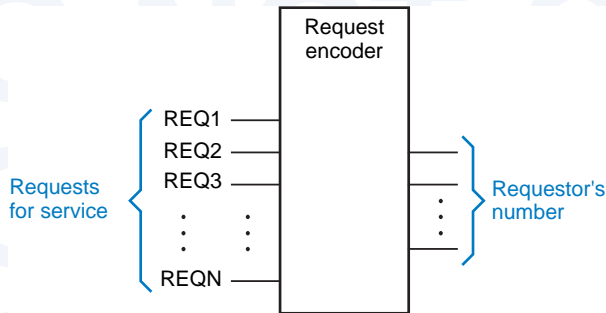 Request
encoder
REQ1
REQ2
REQ3
REQN
Requests
for service
Requestor's
number